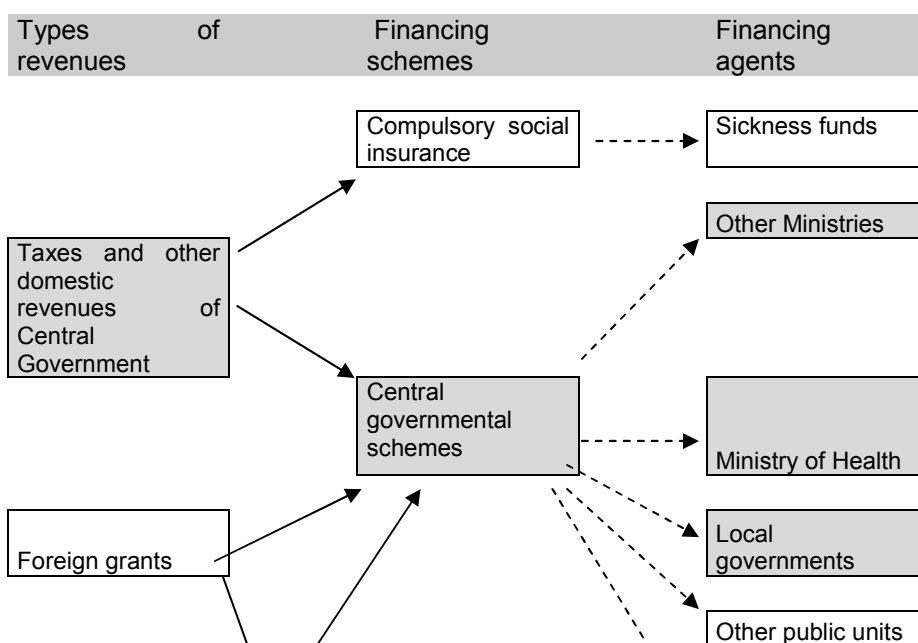 Types of
revenues
Financing
schemes
Financing
agents
Compulsory social
insurance
Sickness funds
Other Ministries
Taxes and other
domestic
revenues of
Central
Government
Central
governmental
schemes
Ministry of Health
Foreign grants
Local
governments
Other public units